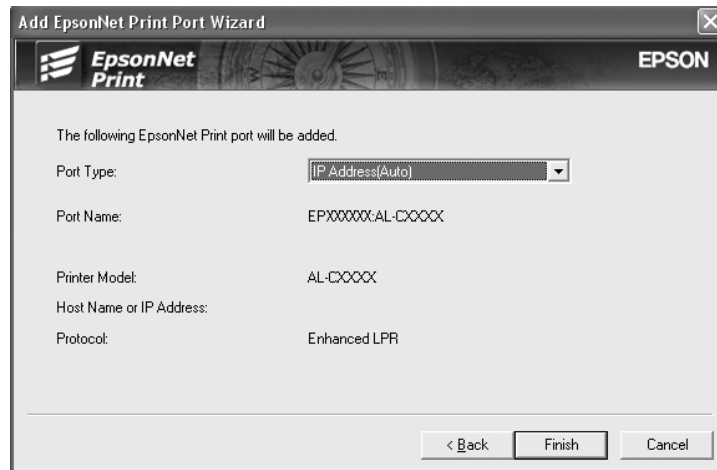 Add EpsonNet Print Port Wizard
EpsonNet
Print
EPSON
The following EpsonNet Print port will be added.
Port Type: IP Address(Auto)
Port Name: EPXXXXXX:AL-CXXXX
Printer Model: AL-CXXXX
Host Name or IP Address:
Protocol: Enhanced LPR
< Back Finish Cancel